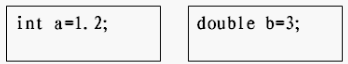 int a=1.2;
double b=3;